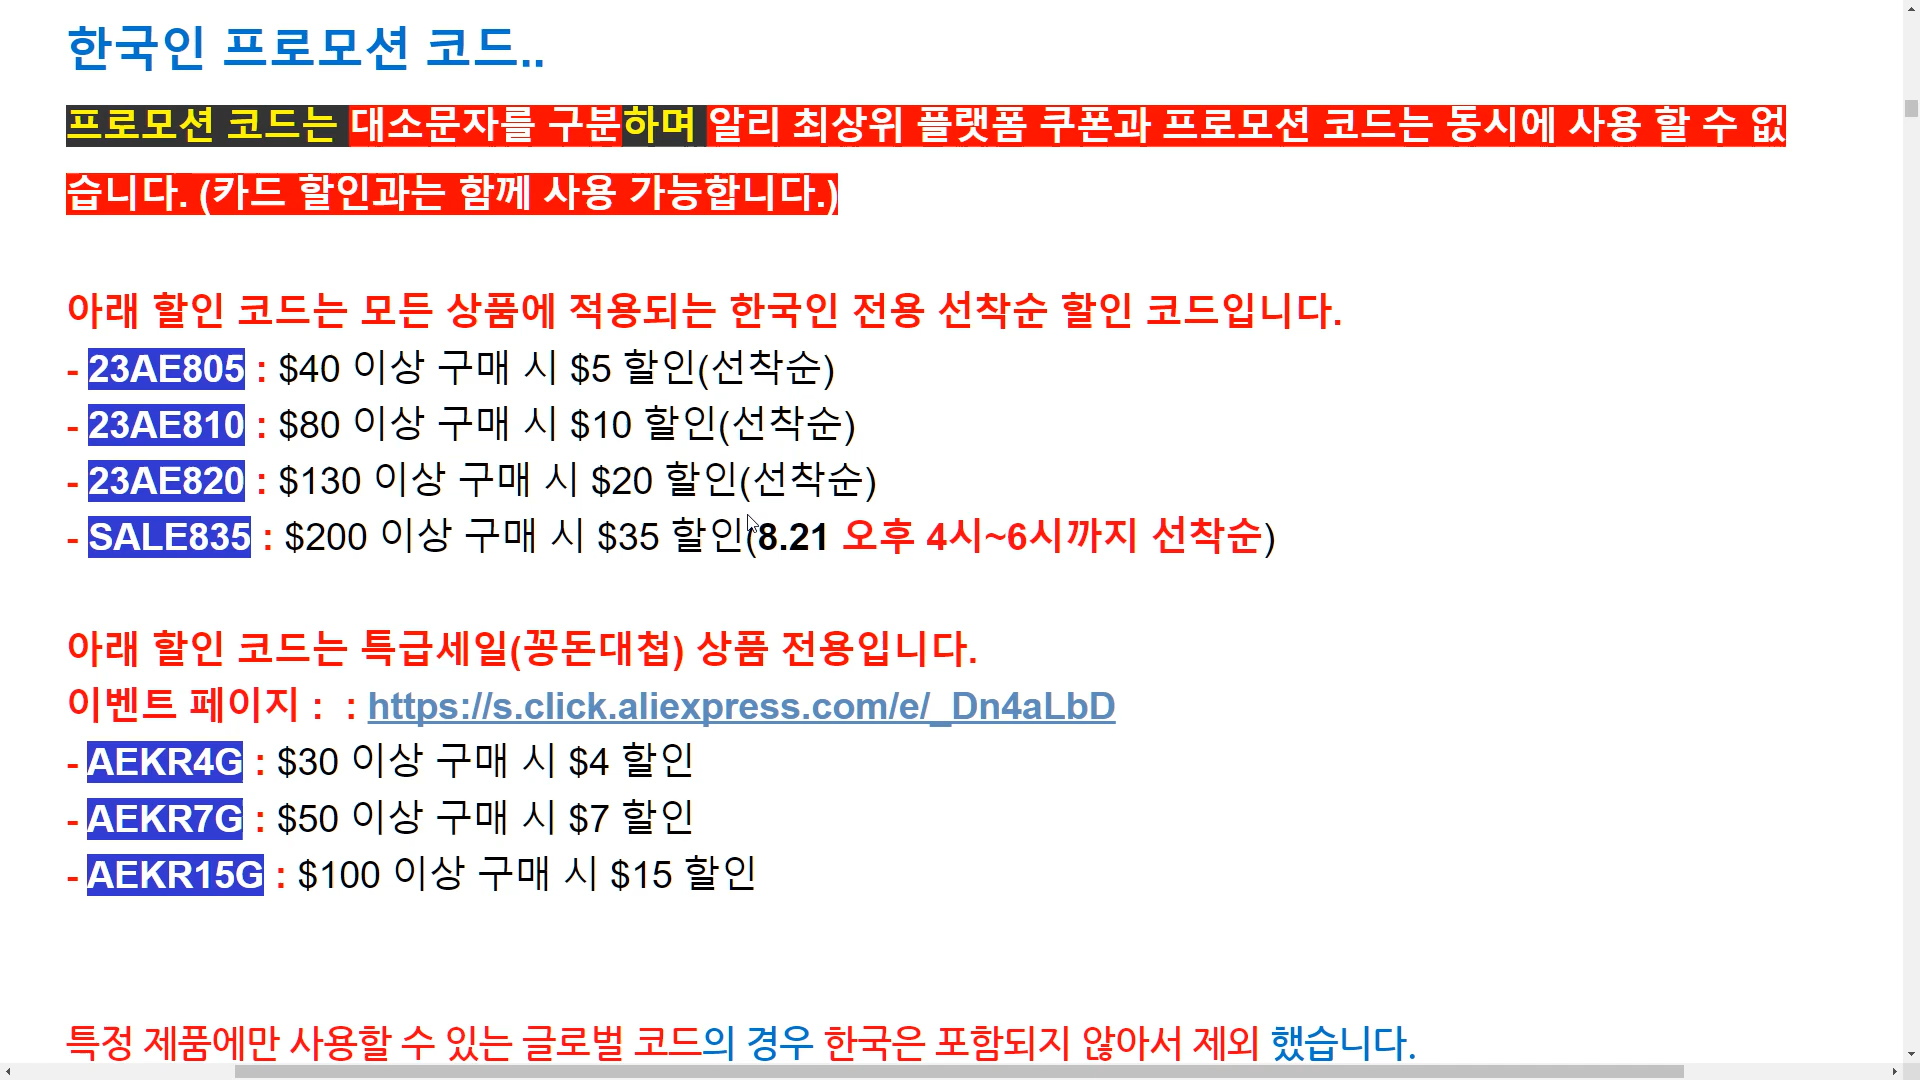 한국인 프로모션 코드..
프로모션 코드는 대소문자를 구분하며 알리 최상위 플랫폼 쿠폰과 프로모션 코드는 동시에 사용 할 수 없
습니다. (카드 할인과는 함께 사용 가능합니다.)
아래 할인 코드는 모든 상품에 적용되는 한국인 전용 선착순 할인 코드입니다.
- 23AE805 : $40 이상 구매 시 $5 할인(선착순)
- 23AE810 : $80 이상 구매 시 $10 할인(선착순)
- 23AE820 : $130 이상 구매 시 $20 할인(선착순)
- SALE835 : $200 이상 구매 시 $35 할인(8.21 오후 4시~6시까지 선착순)
아래 할인 코드는 특급세일(꽁돈대첩) 상품 전용입니다.
이벤트 페이지 :  : https://s.click.aliexpress.com/e/_Dn4aLbD
- AEKR4G : $30 이상 구매 시 $4 할인
- AEKR7G : $50 이상 구매 시 $7 할인
- AEKR15G : $100 이상 구매 시 $15 할인
특정 제품에만 사용할 수 있는 글로벌 코드의 경우 한국은 포함되지 않아서 제외 했습니다.